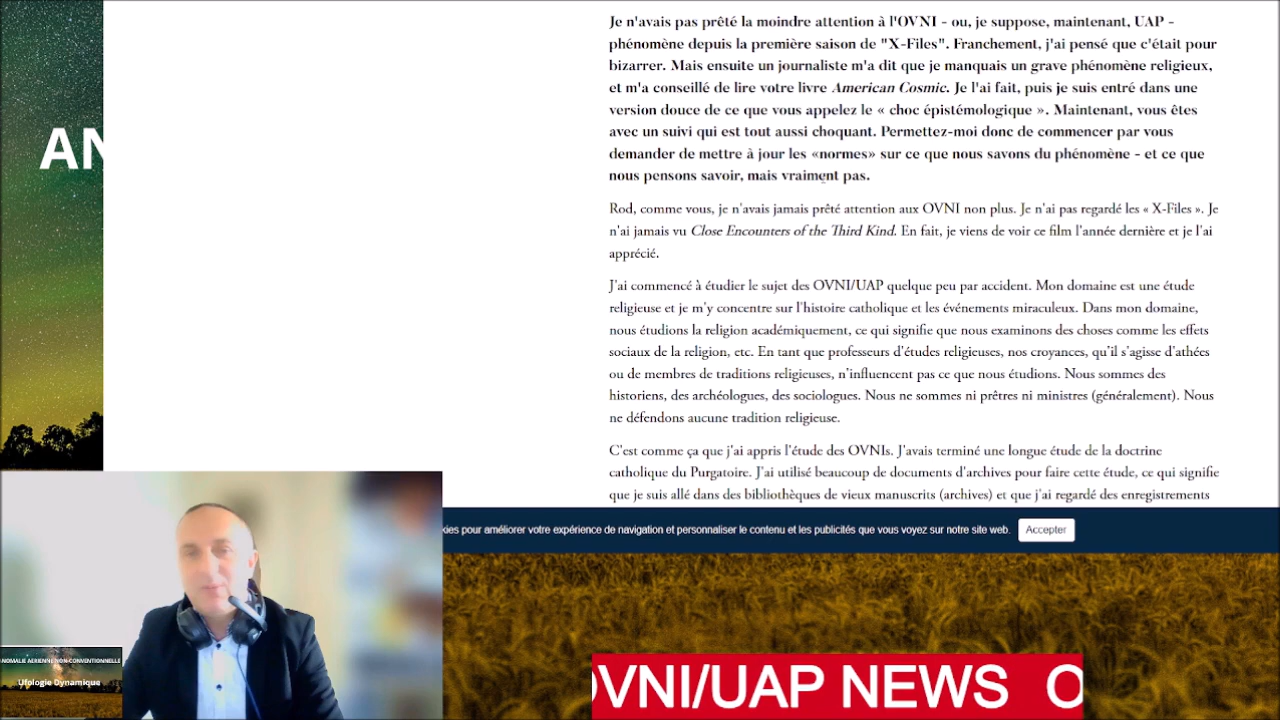 Je n'avais pas prêté la moindre attention à l'OVNI - ou, je suppose, maintenant, UAP -
phénomène depuis la première saison de "X-Files". Franchement, j'ai pensé que c'était pour
bizarrer. Mais ensuite un journaliste m'a dit que je manquais un grave phénomène religieux,
et m'a conseillé de lire votre livre American Cosmic. Je l'ai fait, puis je suis entré dans une
version douce de ce que vous appelez le « choc épistémologique ». Maintenant, vous êtes
avec un suivi qui est tout aussi choquant. Permettez-moi donc de commencer par vous
demander de mettre à jour les «normes» sur ce que nous savons du phénomène - et ce que
nous pensons savoir, mais vraiment pas.
AN
Rod, comme vous, je n'avais jamais prêté attention aux OVNI non plus. Je n'ai pas regardé les « X-Files ». Je
n'ai jamais vu Close Encounters of the Third Kind. En fait, je viens de voir ce film l'année dernière et je l'ai
apprécié.
J'ai commencé à étudier le sujet des OVNI/UAP quelque peu par accident. Mon domaine est une étude
religieuse et je m'y concentre sur l'histoire catholique et les événements miraculeux. Dans mon domaine,
nous étudions la religion académiquement, ce qui signifie que nous examinons des choses comme les effets
sociaux de la religion, etc. En tant que professeurs d'études religieuses, nos croyances, qu'il s'agisse d'athées
ou de membres de traditions religieuses, n'influencent pas ce que nous étudions. Nous sommes des
historiens, des archéologues, des sociologues. Nous ne sommes ni prêtres ni ministres (généralement). Nous
ne défendons aucune tradition religieuse.
C'est comme ça que j'ai appris l'étude des OVNIs. J'avais terminé une longue étude de la doctrine
catholique du Purgatoire. J'ai utilisé beaucoup de documents d'archives pour faire cette étude, ce qui signifie
que je suis allé dans des bibliothèques de vieux manuscrits (archives) et que j'ai regardé des enregistrements
kies pour améliorer votre expérience de navigation et personnaliser le contenu et les publicités que vous voyez sur notre site web.
Accepter
ANOMALIE AERIENNE NON-CONVENTIONNELLE
Ufologie Dynamique
OVNI/UAP NEWS O